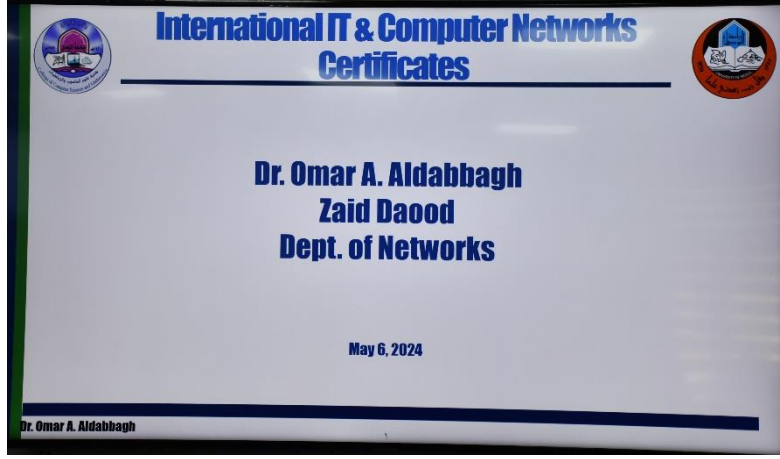 International IT & Computer Networks
Certificates
Dr. Omar A. Aldabbagh
Zaid Daood
Dept. of Networks
May 6, 2024
Dr. Omar A. Aldabbagh